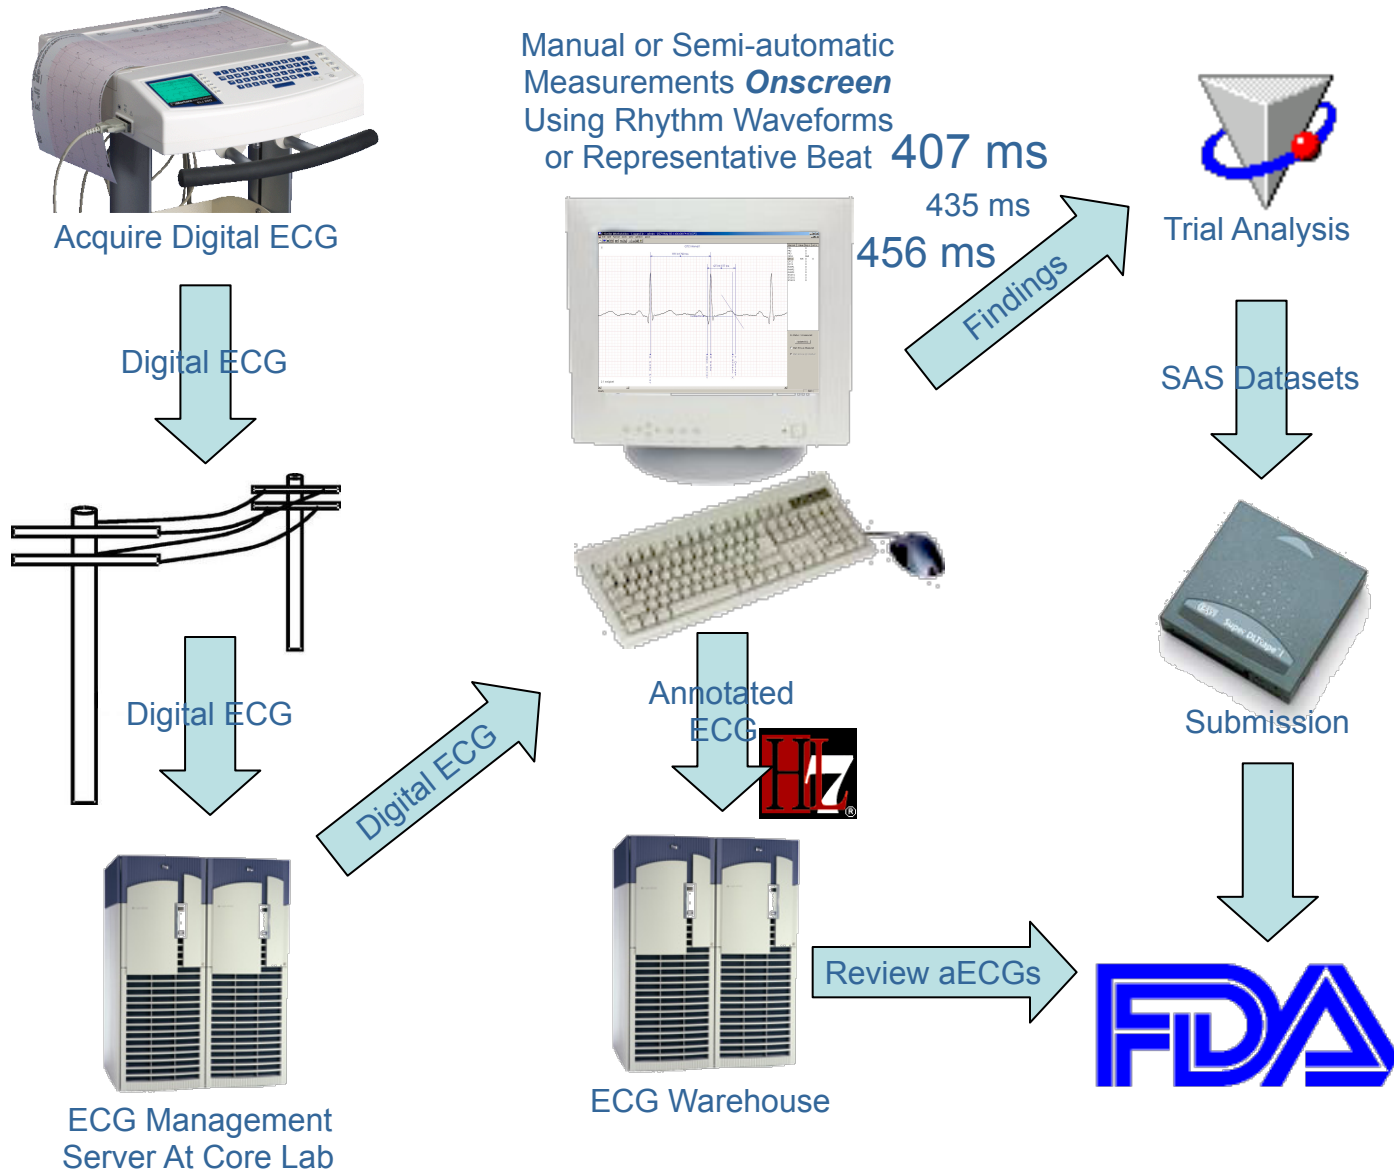 Manual or Semi-automatic
Measurements Onscreen
Using Rhythm Waveforms
or Representative Beat
407 ms
435 ms
456 ms
Acquire Digital ECG
Digital ECG
Digital ECG
Digital ECG
ECG Management
Server At Core Lab
Annotated
ECG
HL7
®
ECG Warehouse
Findings
Trial Analysis
SAS Datasets
Super DLTtape I
Submission
Review aECGs
FDA